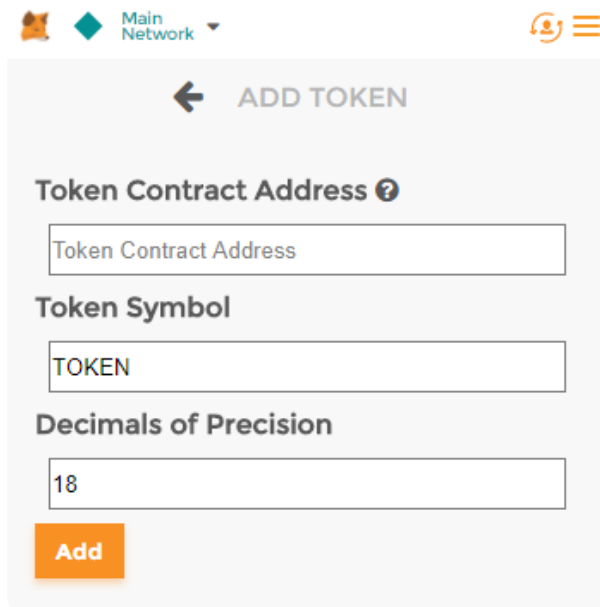 Main
Network
ADD TOKEN
Token Contract Address ?
Token Contract Address
Token Symbol
TOKEN
Decimals of Precision
18
Add